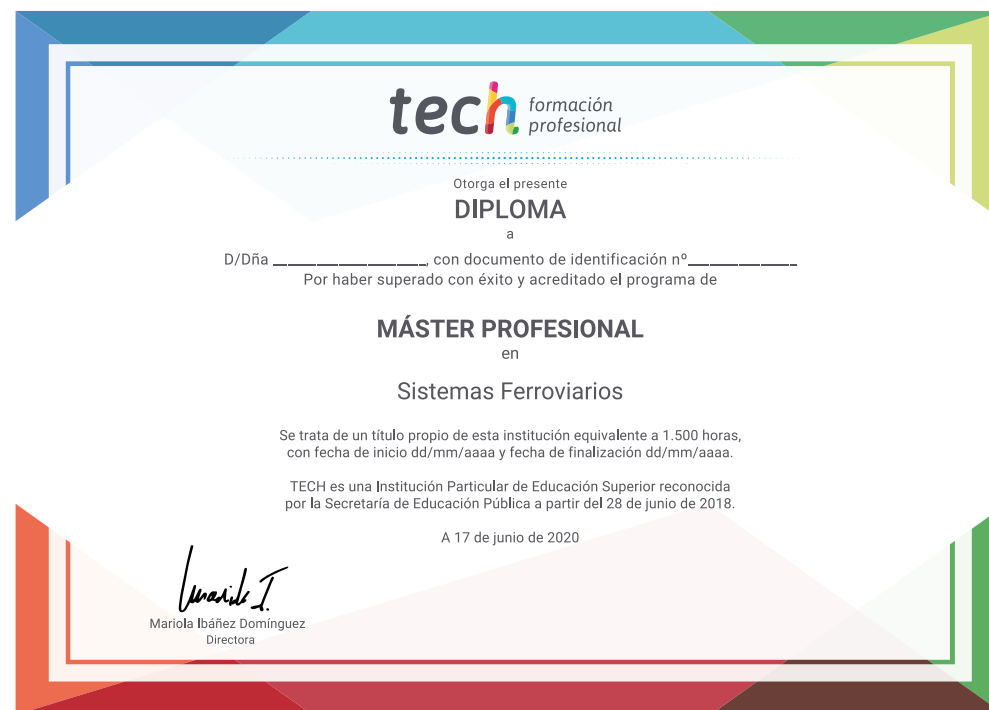 tech formación
profesional
Otorga el presente
DIPLOMA
a
D/Dña ____________________, con documento de identificación nº______________
Por haber superado con éxito y acreditado el programa de
MÁSTER PROFESIONAL
en
Sistemas Ferroviarios
Se trata de un título propio de esta institución equivalente a 1.500 horas,
con fecha de inicio dd/mm/aaaa y fecha de finalización dd/mm/aaaa.
TECH es una Institución Particular de Educación Superior reconocida
por la Secretaría de Educación Pública a partir del 28 de junio de 2018.
A 17 de junio de 2020
Mariola Ibáñez Domínguez
Directora